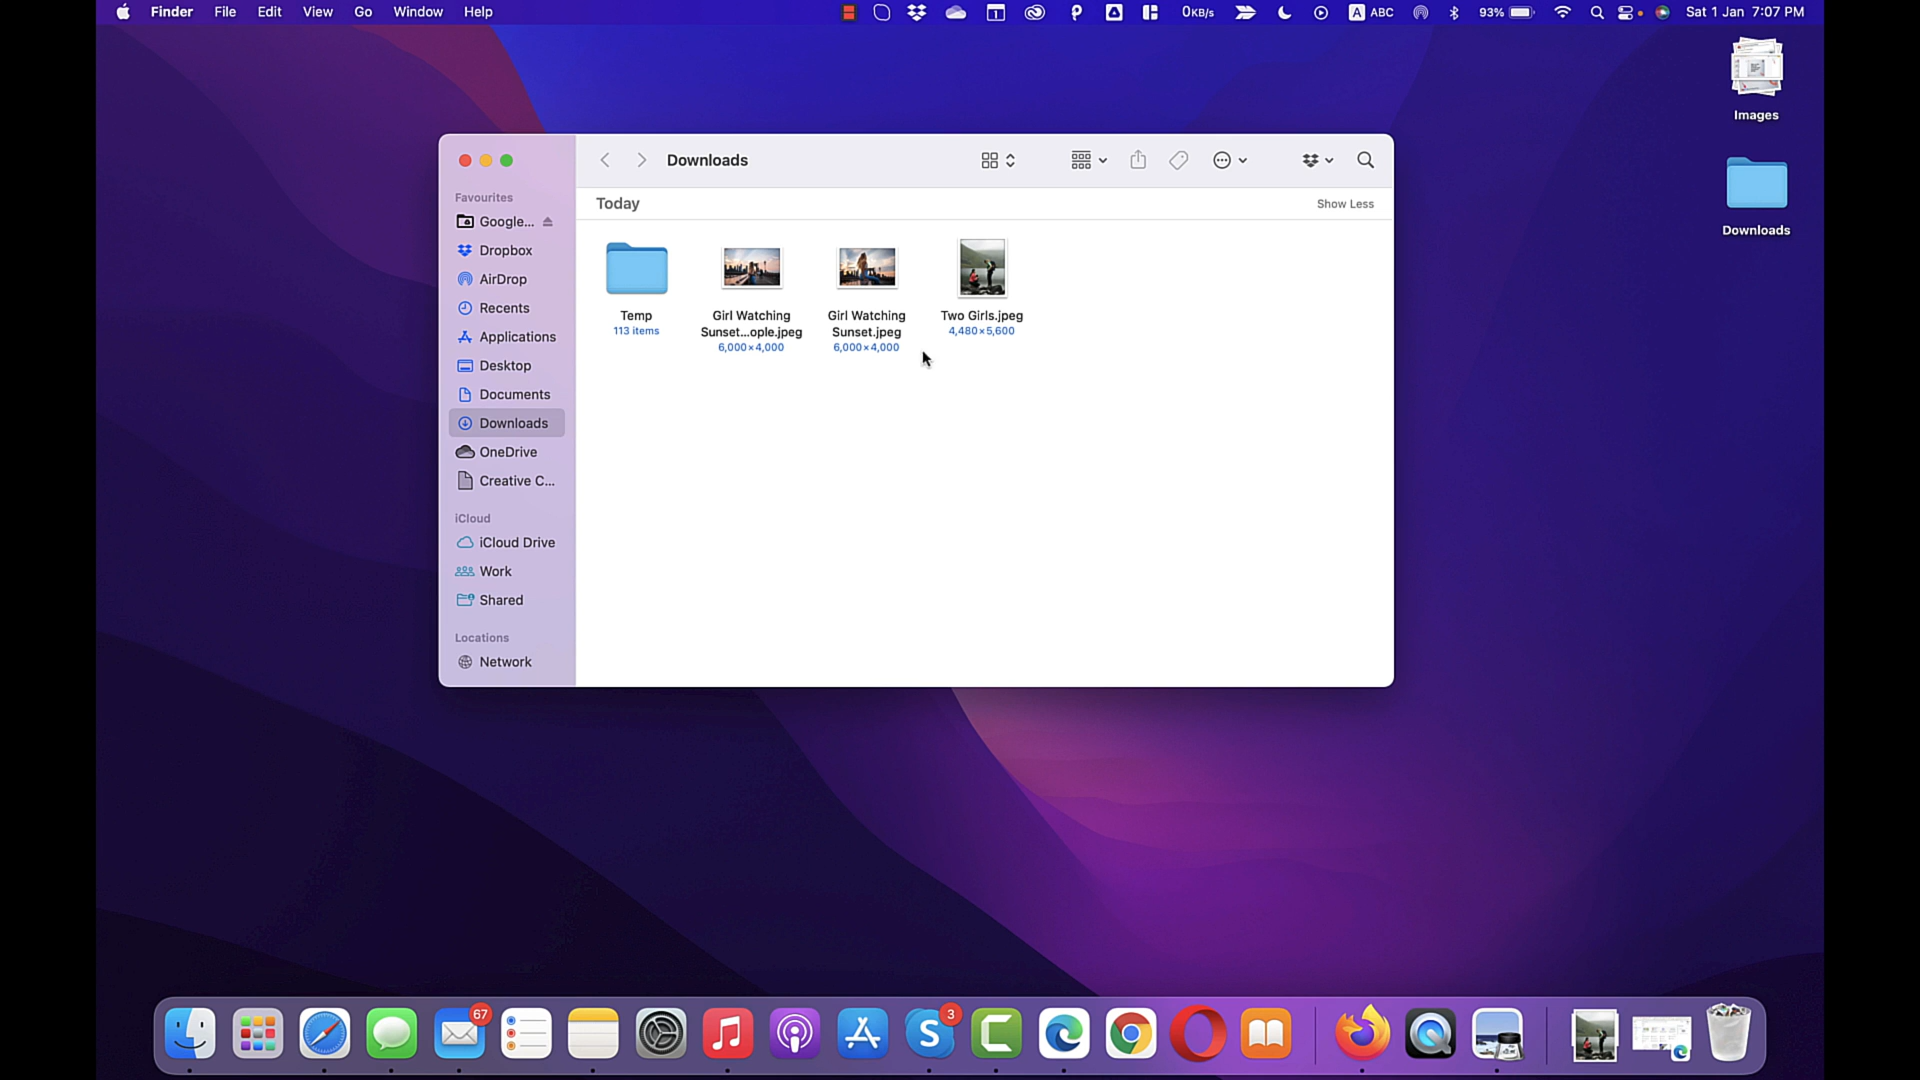 Finder File Edit View Go Window Help 1 0KB/s A ABC 93% Sat 1 Jan 7:07 PM
Images
Downloads
Downloads
Favourites
Google...
Dropbox
AirDrop
Recents
Applications
Desktop
Documents
Downloads
OneDrive
Creative C...
iCloud
iCloud Drive
Work
Shared
Locations
Network
Today Show Less
Temp
113 items
Girl Watching
Sunset...ople.jpeg
6,000×4,000
Girl Watching
Sunset.jpeg
6,000×4,000
Two Girls.jpeg
4,480×5,600
67
3